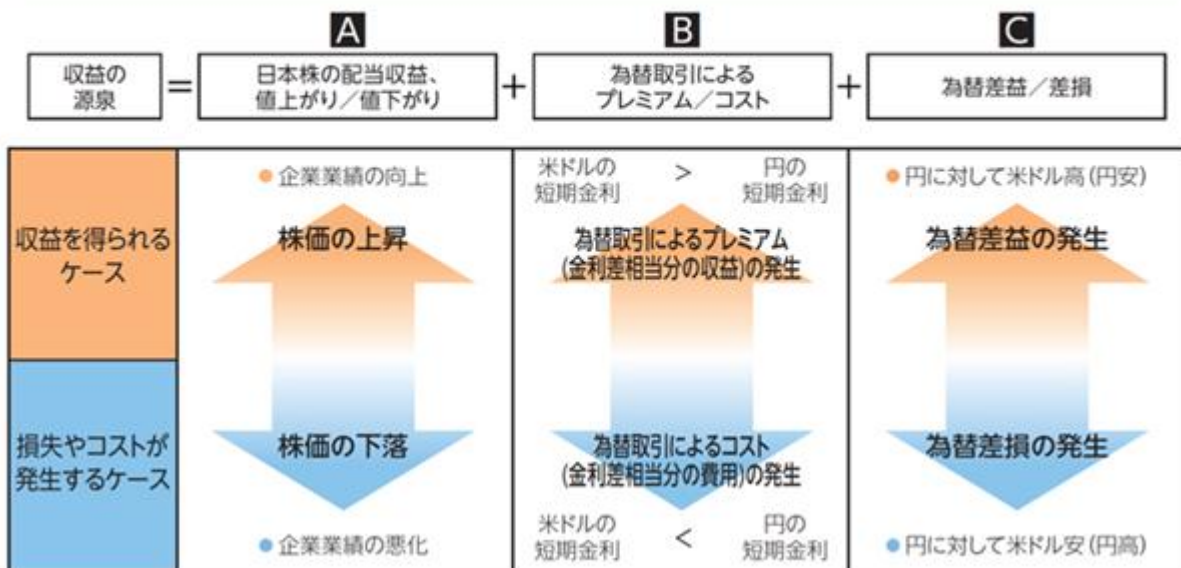 A
B
C
収益の
源泉
=
日本株の配当収益、
値上がり／値下がり
+
為替取引による
プレミアム／コスト
+
為替差益／差損
収益を得られる
ケース
●企業業績の向上
株価の上昇
米ドルの
短期金利
>
円の
短期金利
為替取引によるプレミアム
(金利差相当分の収益)の発生
●円に対して米ドル高(円安)
為替差益の発生
損失やコストが
発生するケース
株価の下落
●企業業績の悪化
為替取引によるコスト
(金利差相当分の費用)の発生
米ドルの
短期金利
<
円の
短期金利
為替差損の発生
●円に対して米ドル安(円高)